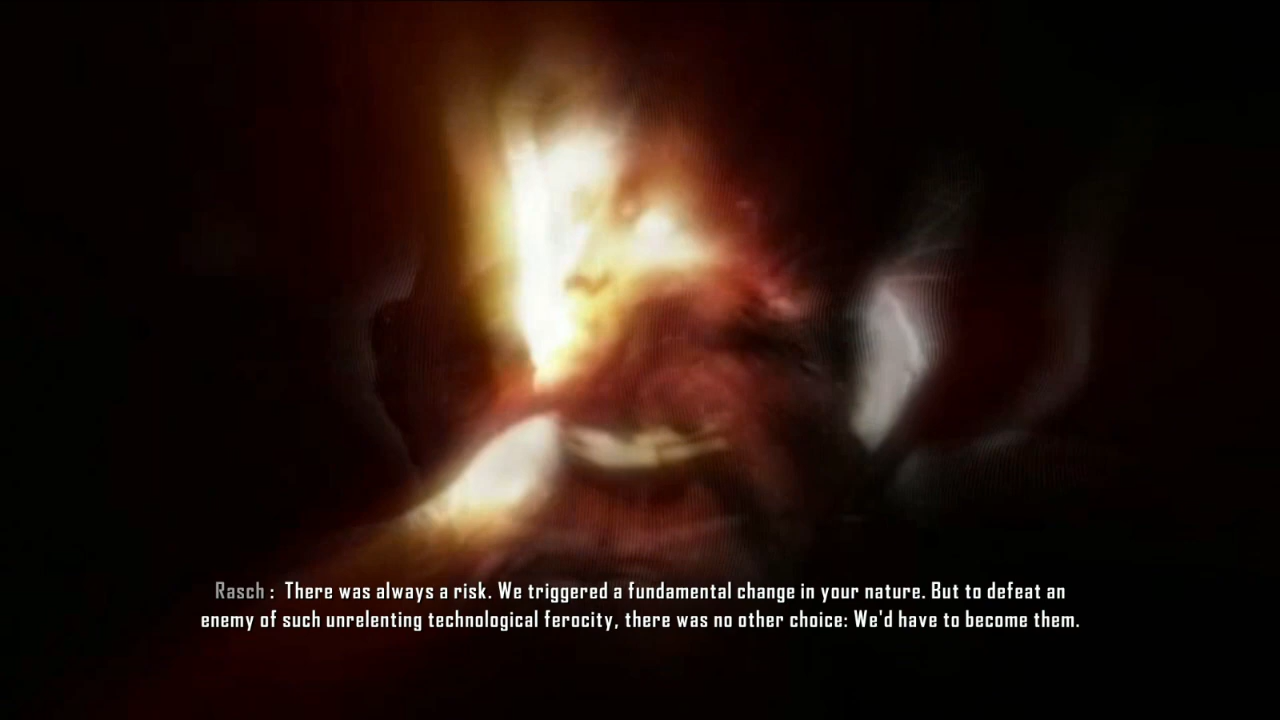 Rasch : There was always a risk. We triggered a fundamental change in your nature. But to defeat an
enemy of such unrelenting technological ferocity, there was no other choice: We'd have to become them.